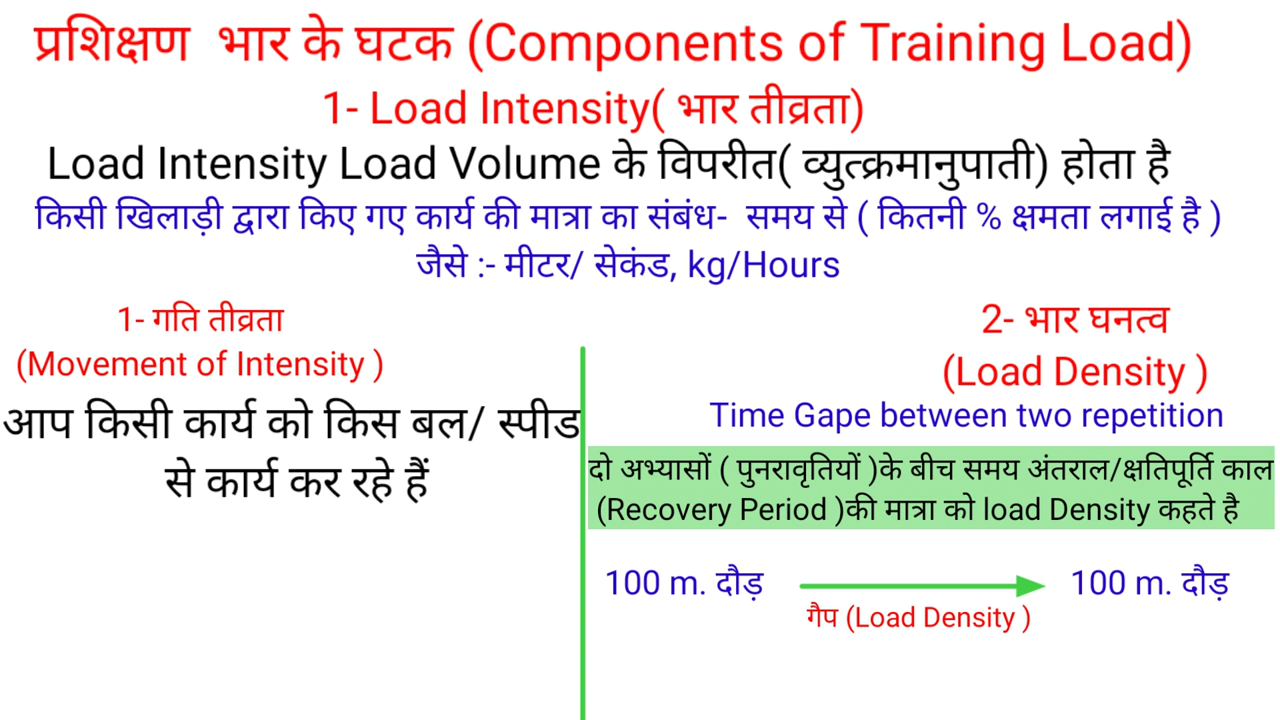 प्रशिक्षण भार के घटक (Components of Training Load)
1- Load Intensity( भार तीव्रता)
Load Intensity Load Volume के विपरीत( व्युत्क्रमानुपाती) होता है
किसी खिलाड़ी द्वारा किए गए कार्य की मात्रा का संबंध- समय से ( कितनी % क्षमता लगाई है )
जैसे :- मीटर/ सेकंड, kg/Hours
1- गति तीव्रता
(Movement of Intensity )
आप किसी कार्य को किस बल/ स्पीड
से कार्य कर रहे हैं
2- भार घनत्व
(Load Density )
Time Gape between two repetition
दो अभ्यासों ( पुनरावृतियों )के बीच समय अंतराल/क्षतिपूर्ति काल
(Recovery Period )की मात्रा को load Density कहते है
100 m. दौड़
100 m. दौड़
गैप (Load Density )